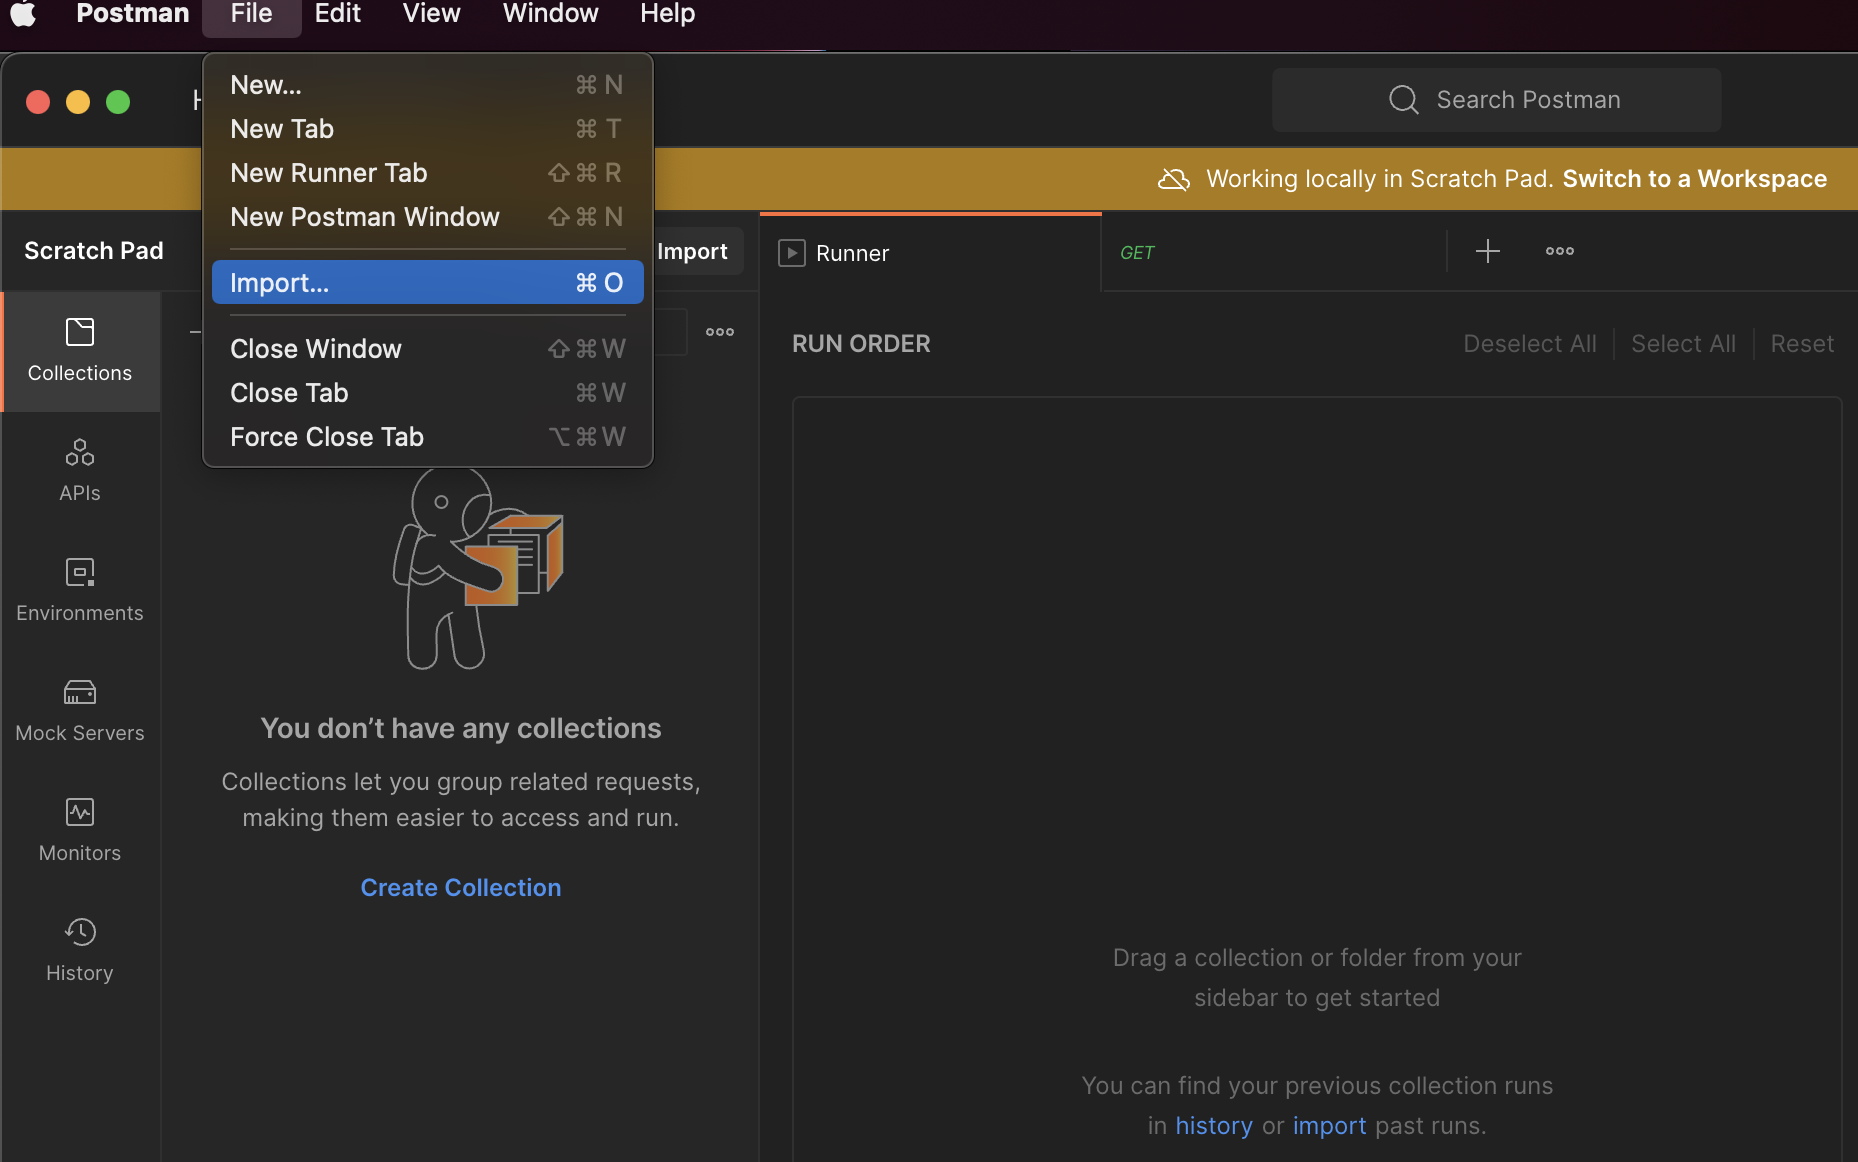 Postman File Edit View Window Help
New... ⌘ N
New Tab ⌘ T
New Runner Tab ⇧ ⌘ R
New Postman Window ⇧ ⌘ N
Import... ⌘ O
Close Window ⇧ ⌘ W
Close Tab ⌘ W
Force Close Tab ⌥ ⌘ W
Search Postman
Working locally in Scratch Pad. Switch to a Workspace
Scratch Pad
Import
Runner
GET
Collections
APIs
Environments
Mock Servers
Monitors
History
You don’t have any collections
Collections let you group related requests,
making them easier to access and run.
Create Collection
RUN ORDER
Deselect All
Select All
Reset
Drag a collection or folder from your
sidebar to get started
You can find your previous collection runs
in history or import past runs.